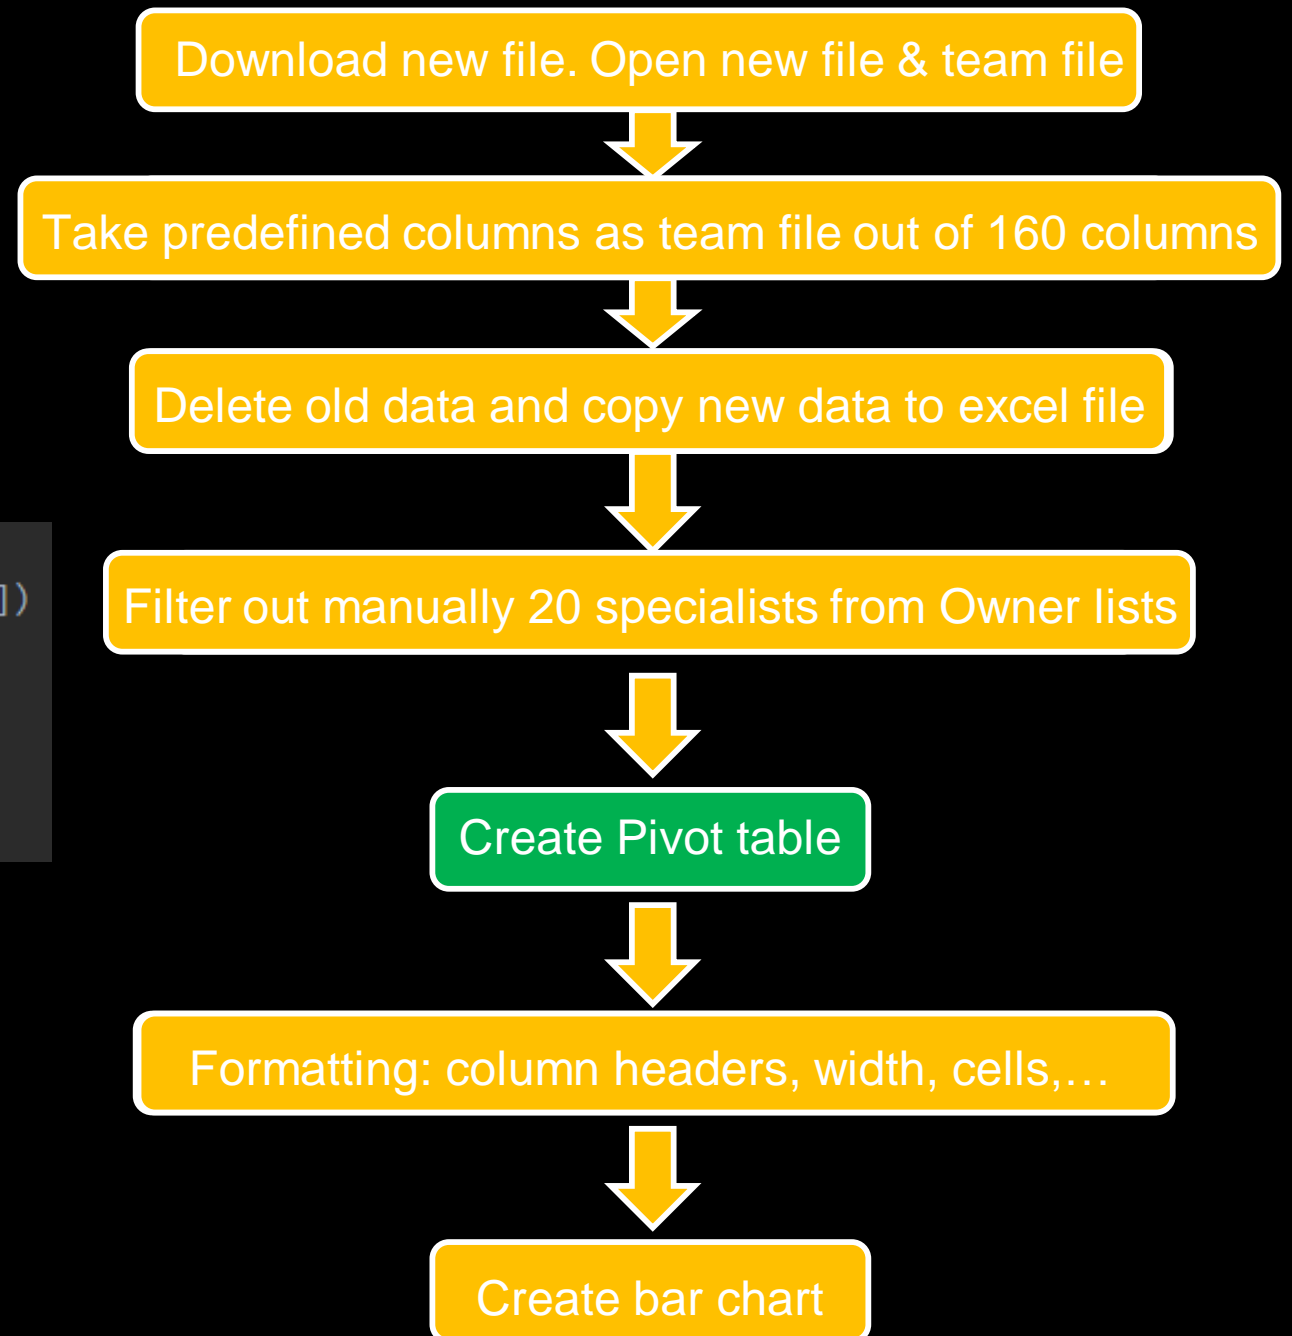 Download new file. Open new file & team file
Take predefined columns as team file out of 160 columns
Delete old data and copy new data to excel file
])
Filter out manually 20 specialists from Owner lists
Create Pivot table
Formatting: column headers, width, cells,…
Create bar chart